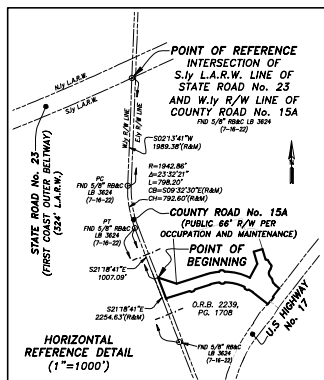 POINT OF REFERENCE
INTERSECTION OF
S.ly L.A.R.W. LINE OF
STATE ROAD No. 23
AND W.ly R/W LINE OF
COUNTY ROAD No. 15A
FND 5/8" RB&C LB 3624
(7-16-22)
N.ly L.A.R.W.
S.ly L.A.R.W.
STATE ROAD No. 23
(FIRST COAST OUTER BELTWAY)
(324' L.A.R.W.)
W.ly R/W LINE
E.ly R/W LINE
S02°13'41"W
1989.38'(R&M)
PC
FND 5/8" RB&C
LB 3624
(7-16-22)
R=1942.86'
Δ=23°32'21"
L=798.20'
CB=S09°32'30"E(R&M)
CH=792.60'(R&M)
PT
FND 5/8" RB&C
LB 3624
(7-16-22)
COUNTY ROAD No. 15A
(PUBLIC 66' R/W PER
OCCUPATION AND MAINTENANCE)
POINT OF
BEGINNING
S21°18'41"E
1007.09'
S21°18'41"E
2254.63'(R&M)
O.R.B. 2239,
PG. 1708
U.S. HIGHWAY
No. 17
HORIZONTAL
REFERENCE DETAIL
(1"=1000')
FND 5/8" RB&C
LB 3624
(7-16-22)